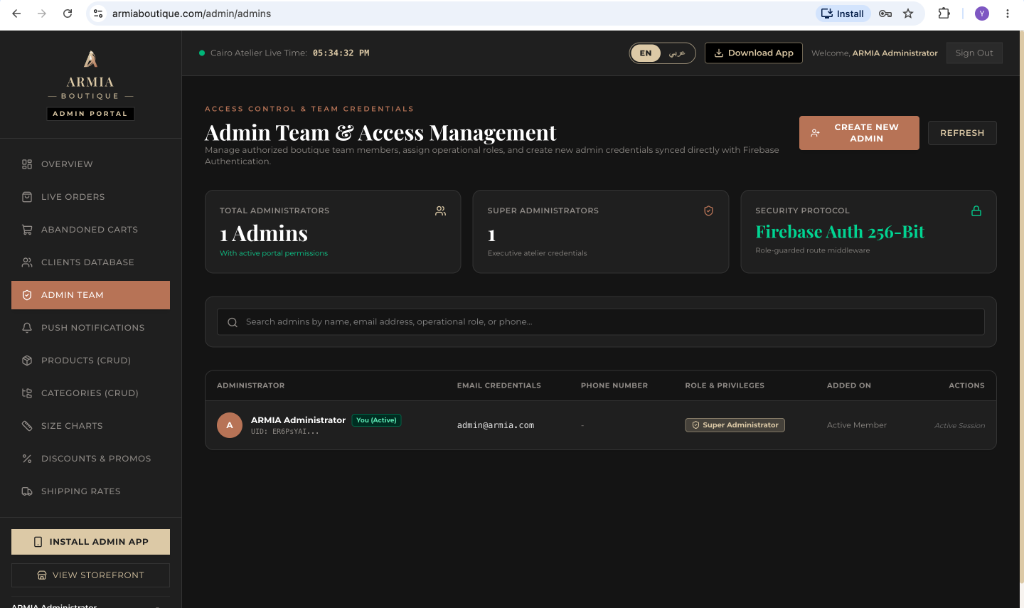 armiaboutique.com/admin/admins
Install
Y
ARMIA
BOUTIQUE
ADMIN PORTAL
Cairo Atelier Live Time: 05:34:32 PM
EN
عربي
Download App
Welcome, ARMIA Administrator
Sign Out
OVERVIEW
LIVE ORDERS
ABANDONED CARTS
CLIENTS DATABASE
ADMIN TEAM
PUSH NOTIFICATIONS
PRODUCTS (CRUD)
CATEGORIES (CRUD)
SIZE CHARTS
DISCOUNTS & PROMOS
SHIPPING RATES
INSTALL ADMIN APP
VIEW STOREFRONT
ARMIA Administrator
ACCESS CONTROL & TEAM CREDENTIALS
Admin Team & Access Management
Manage authorized boutique team members, assign operational roles, and create new admin credentials synced directly with Firebase
Authentication.
CREATE NEW
ADMIN
REFRESH
TOTAL ADMINISTRATORS
1 Admins
With active portal permissions
SUPER ADMINISTRATORS
1
Executive atelier credentials
SECURITY PROTOCOL
Firebase Auth 256-Bit
Role-guarded route middleware
Search admins by name, email address, operational role, or phone...
ADMINISTRATOR EMAIL CREDENTIALS PHONE NUMBER ROLE & PRIVILEGES ADDED ON ACTIONS
A
ARMIA Administrator You (Active)
UID: ER6PsYAI...
admin@armia.com
-
Super Administrator
Active Member
Active Session